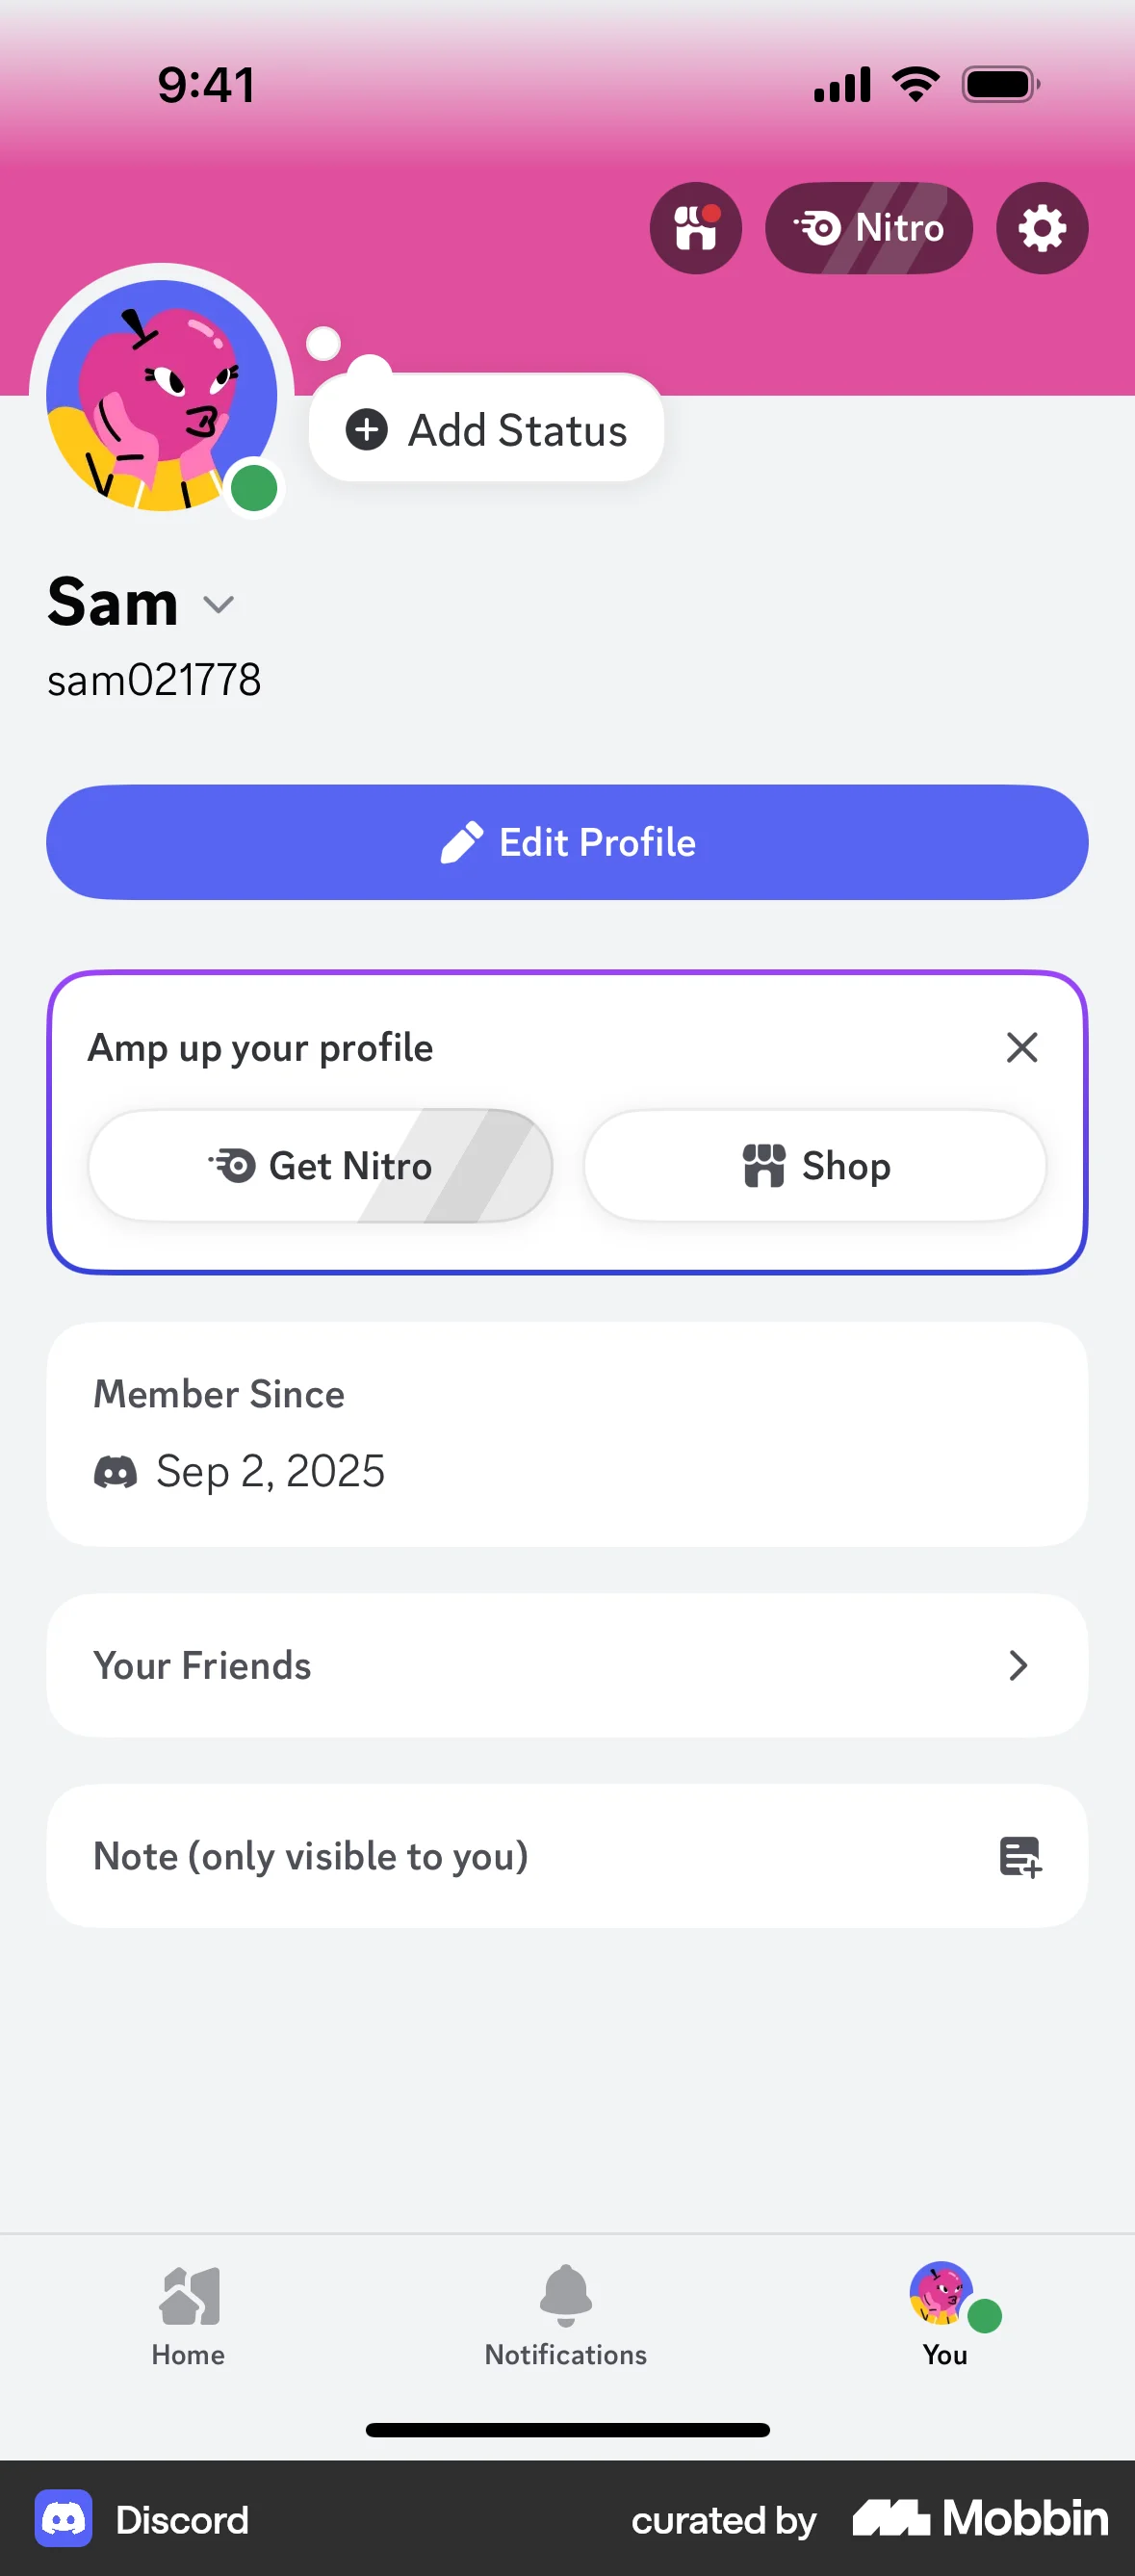 9:41
Nitro
Add Status
Sam
sam021778
Edit Profile
Amp up your profile
Get Nitro
Shop
Member Since
Sep 2, 2025
Your Friends
Note (only visible to you)
Home
Notifications
You
Discord
curated by Mobbin